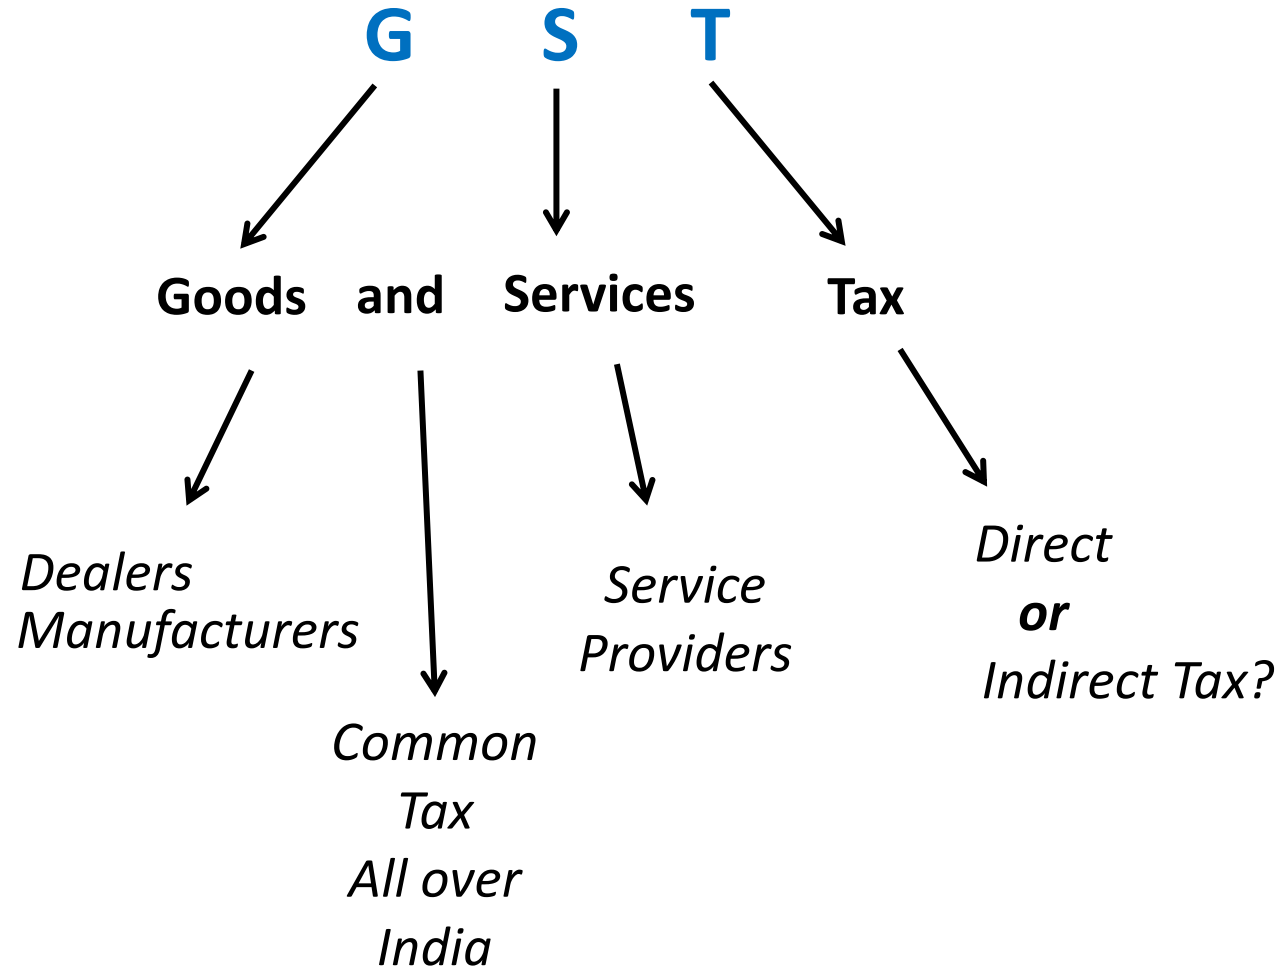 G S T
Goods and Services Tax
Dealers
Manufacturers
Service
Providers
Direct
or
Indirect Tax?
Common
Tax
All over
India